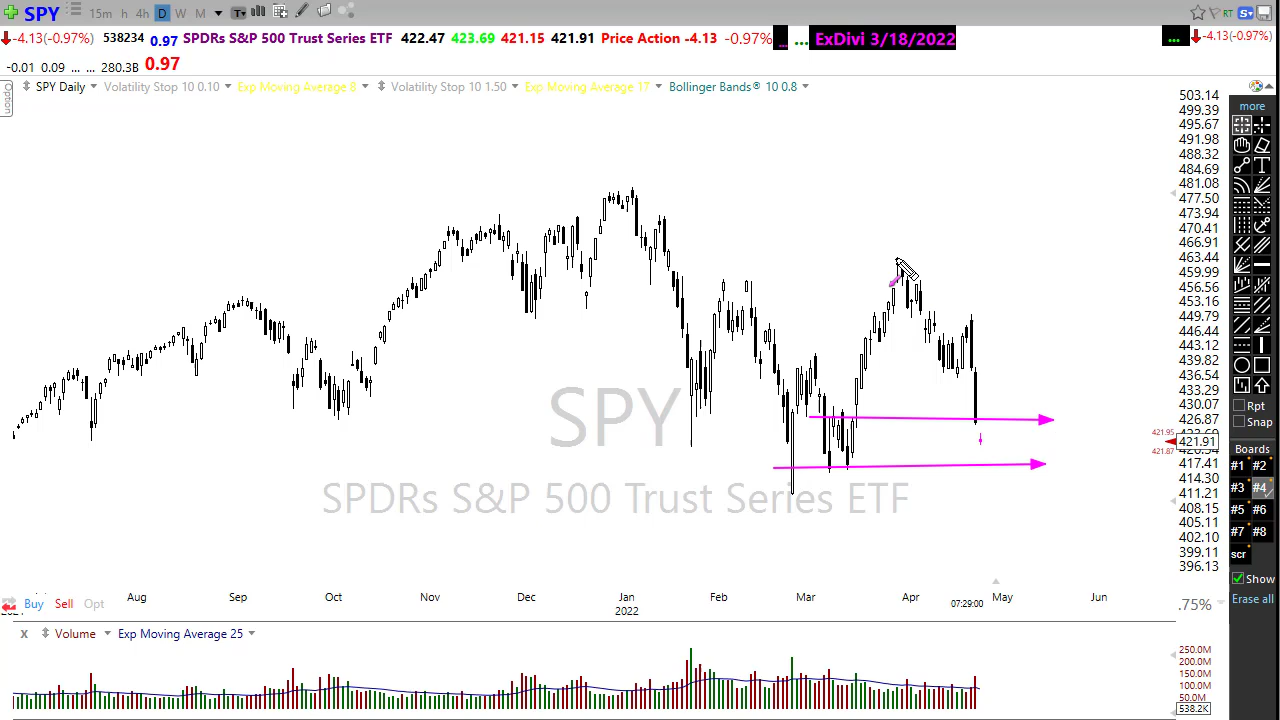 SPY 15m h 4h D W M T
-4.13(-0.97%) 538234 0.97 SPDRs S&P 500 Trust Series ETF 422.47 423.69 421.15 421.91 Price Action -4.13 -0.97% ... ... ExDivi 3/18/2022 ... -4.13(-0.97%)
RT S
-0.01 0.09 ... ... 280.3B 0.97
Option
SPY Daily Volatility Stop 10 0.10 Exp Moving Average 8 Volatility Stop 10 1.50 Exp Moving Average 17 Bollinger Bands® 10 0.8
503.14
499.39
495.67
491.98
488.32
484.69
481.08
477.50
473.94
470.41
466.91
463.44
459.99
456.56
453.16
449.79
446.44
443.12
439.82
436.54
433.29
430.07
426.87
421.95
421.91
421.87
417.41
414.30
411.21
408.15
405.11
402.10
399.11
396.13
SPY
SPDRs S&P 500 Trust Series ETF
more
T
Rpt
Snap
Boards
#1 #2
#3 #4
#5 #6
#7 #8
scr
Show
Erase all
Buy Sell Opt
Aug Sep Oct Nov Dec Jan Feb Mar Apr May Jun
2022
07:29:00
.75%
X Volume Exp Moving Average 25
250.0M
200.0M
150.0M
100.0M
50.0M
538.2K